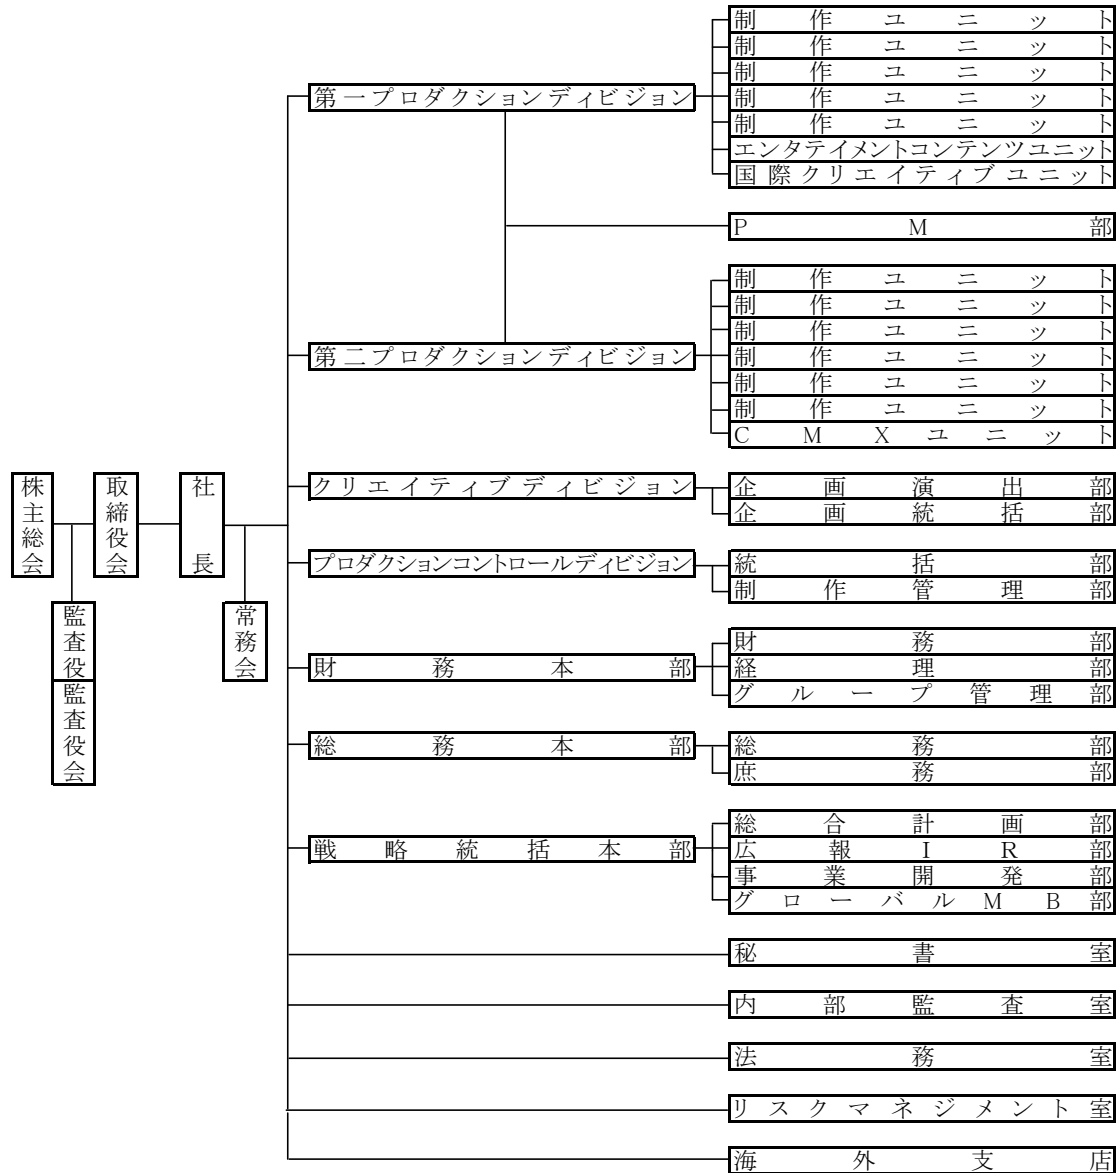 株主総会
監査役
監査役会
取締役会
社長
常務会
第一プロダクションディビジョン
制作ユニット
制作ユニット
制作ユニット
制作ユニット
制作ユニット
エンタテイメントコンテンツユニット
国際クリエイティブユニット
PM部
第二プロダクションディビジョン
制作ユニット
制作ユニット
制作ユニット
制作ユニット
制作ユニット
制作ユニット
CMXユニット
クリエイティブディビジョン
企画演出部
企画統括部
プロダクションコントロールディビジョン
統括部
制作管理部
財務本部
財務部
経理部
グループ管理部
総務本部
総務部
庶務部
戦略統括本部
総合計画部
広報IR部
事業開発部
グローバルMB部
秘書室
内部監査室
法務室
リスクマネジメント室
海外支店